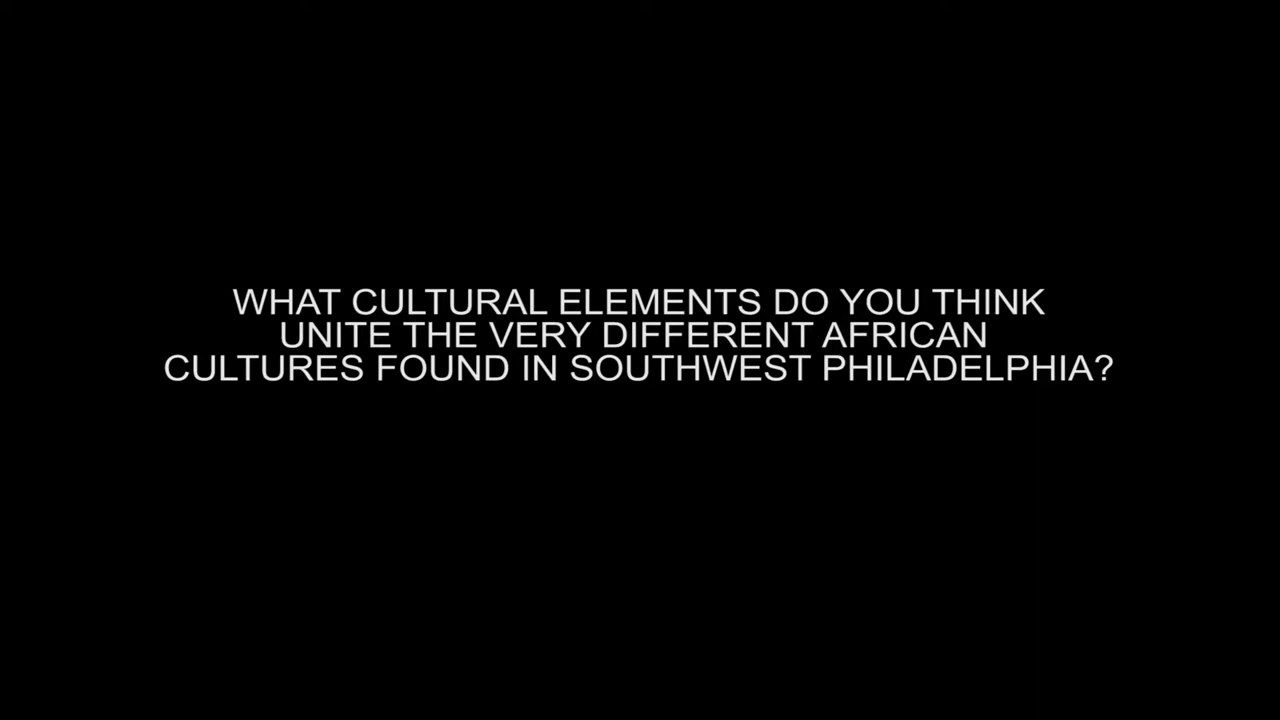 WHAT CULTURAL ELEMENTS DO YOU THINK
UNITE THE VERY DIFFERENT AFRICAN
CULTURES FOUND IN SOUTHWEST PHILADELPHIA?